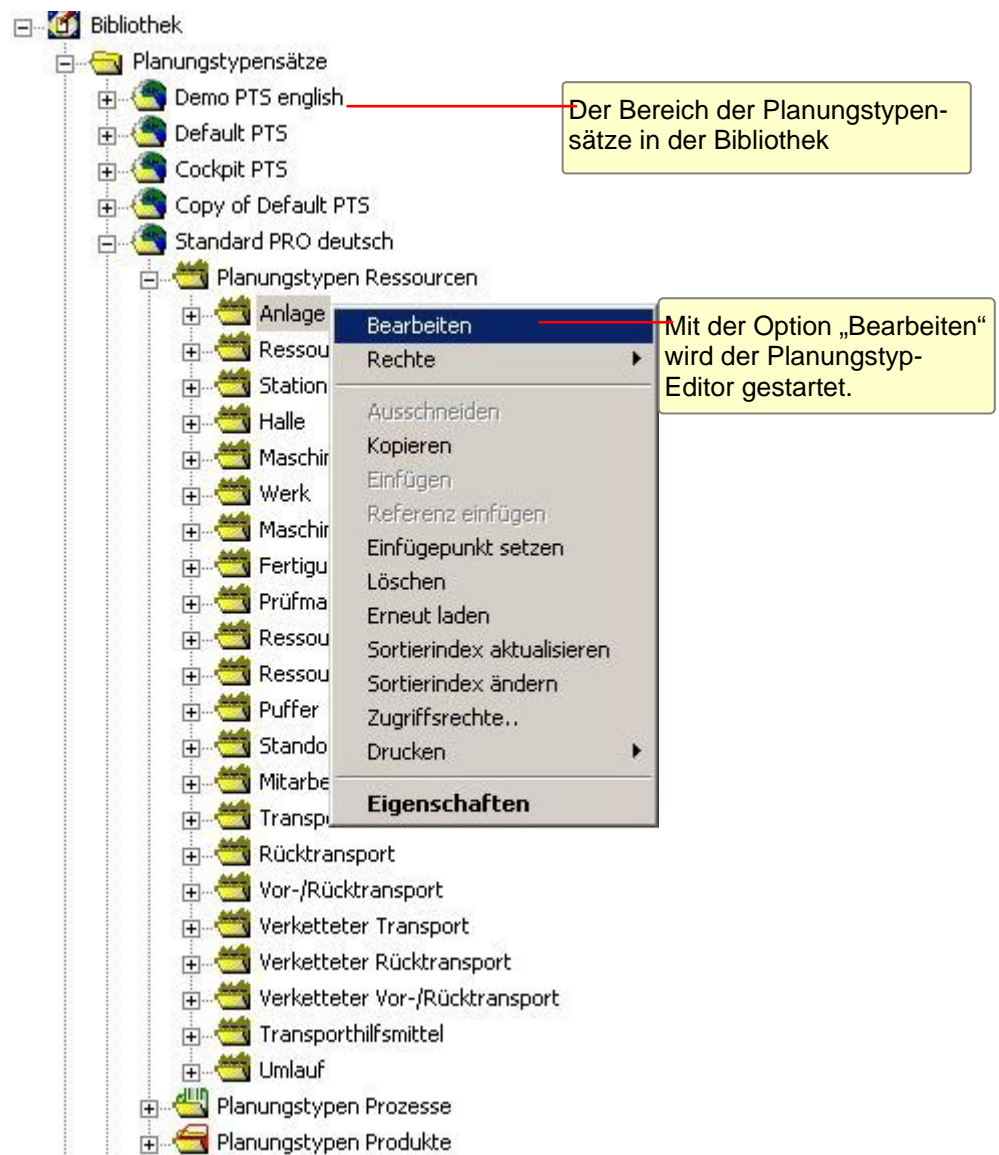 Bibliothek
Planungstypensätze
Demo PTS english
Der Bereich der Planungstypen-
sätze in der Bibliothek
Default PTS
Cockpit PTS
Copy of Default PTS
Standard PRO deutsch
Planungstypen Ressourcen
Anlage
Ressou
Station
Halle
Maschin
Werk
Maschin
Fertigu
Prüfma
Ressou
Ressou
Puffer
Stando
Mitarbe
Transpo
Rücktransport
Vor-/Rücktransport
Verketteter Transport
Verketteter Rücktransport
Verketteter Vor-/Rücktransport
Transporthilfsmittel
Umlauf
Planungstypen Prozesse
Planungstypen Produkte
Bearbeiten
Rechte
Ausschneiden
Kopieren
Einfügen
Referenz einfügen
Einfügepunkt setzen
Löschen
Erneut laden
Sortierindex aktualisieren
Sortierindex ändern
Zugriffsrechte..
Drucken
Eigenschaften
Mit der Option „Bearbeiten“
wird der Planungstyp-
Editor gestartet.